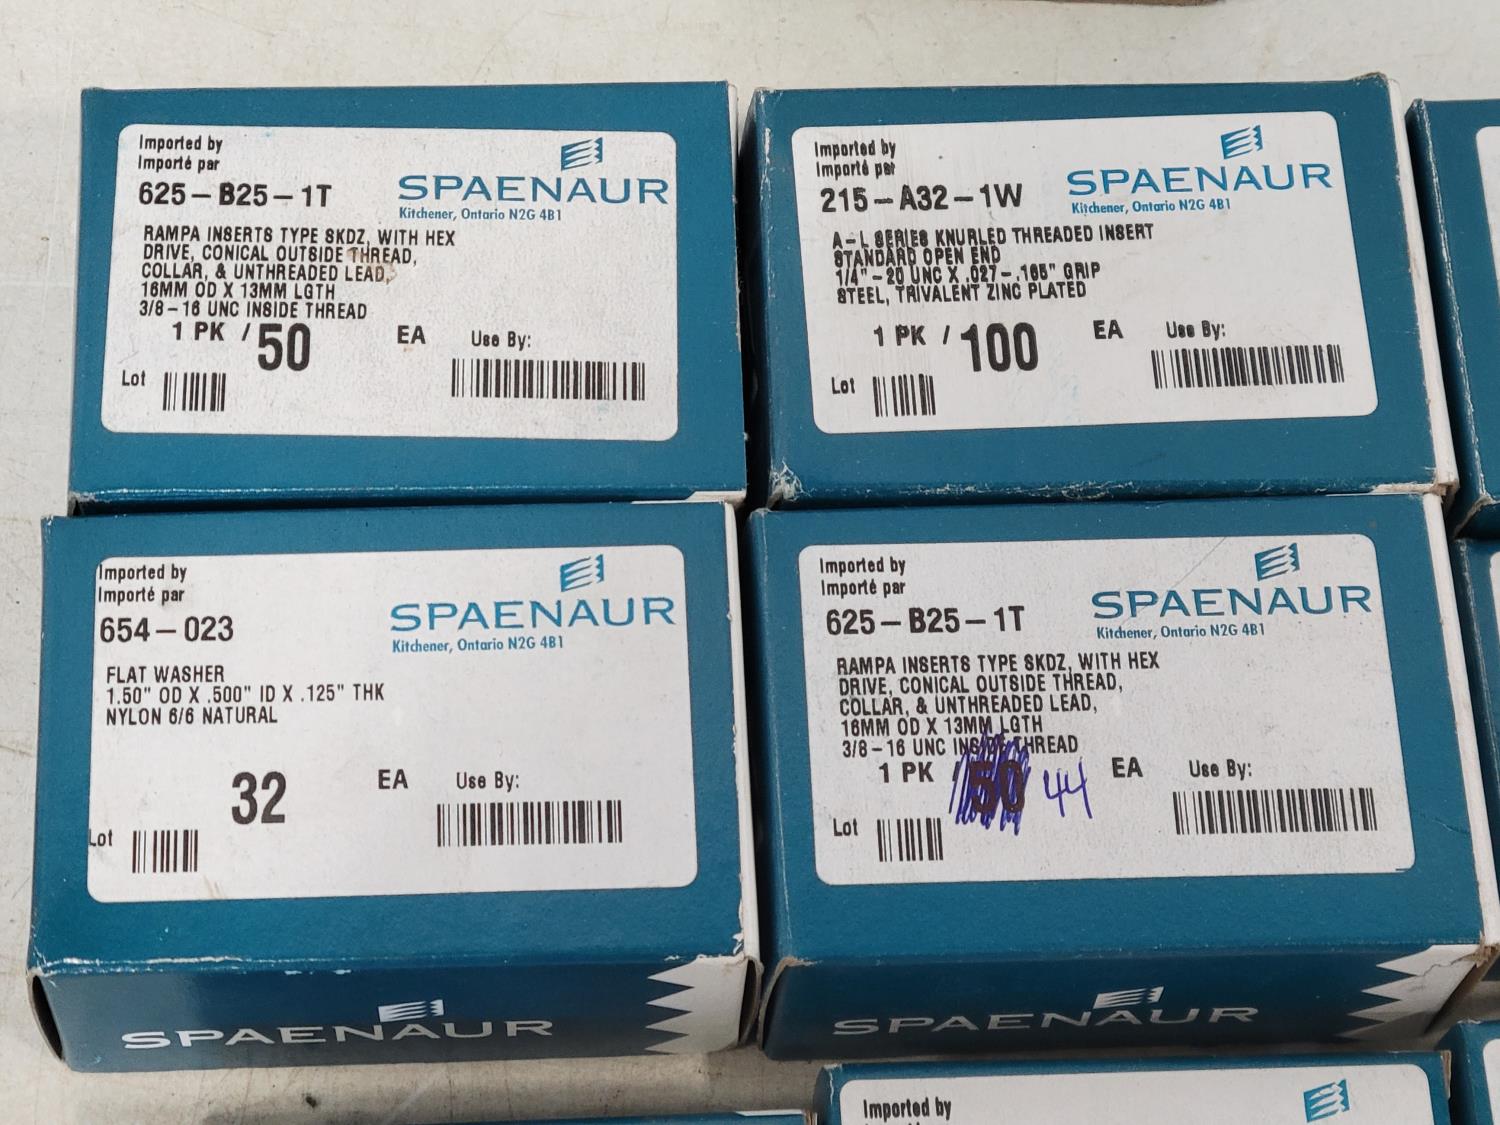 Imported by
Importé par
625-B25-1T
SPAENAUR
Kitchener, Ontario N2G 4B1
RAMPA INSERTS TYPE SKDZ, WITH HEX
DRIVE, CONICAL OUTSIDE THREAD,
COLLAR, & UNTHREADED LEAD,
16MM OD X 13MM LGTH
3/8-16 UNC INSIDE THREAD
1 PK / 50 EA Use By:
Lot
Imported by
Importé par
215-A32-1W
SPAENAUR
Kitchener, Ontario N2G 4B1
A-L SERIES KNURLED THREADED INSERT
STANDARD OPEN END
1/4"-20 UNC X .027-.165" GRIP
STEEL, TRIVALENT ZINC PLATED
1 PK / 100 EA Use By:
Lot
Imported by
Importé par
654-023
SPAENAUR
Kitchener, Ontario N2G 4B1
FLAT WASHER
1.50" OD X .500" ID X .125" THK
NYLON 6/6 NATURAL
32 EA Use By:
Lot
SPAENAUR
Imported by
Importé par
625-B25-1T
SPAENAUR
Kitchener, Ontario N2G 4B1
RAMPA INSERTS TYPE SKDZ, WITH HEX
DRIVE, CONICAL OUTSIDE THREAD,
COLLAR, & UNTHREADED LEAD,
16MM OD X 13MM LGTH
3/8-16 UNC INSIDE THREAD
1 PK / 50 44 EA Use By:
Lot
SPAENAUR
Imported by